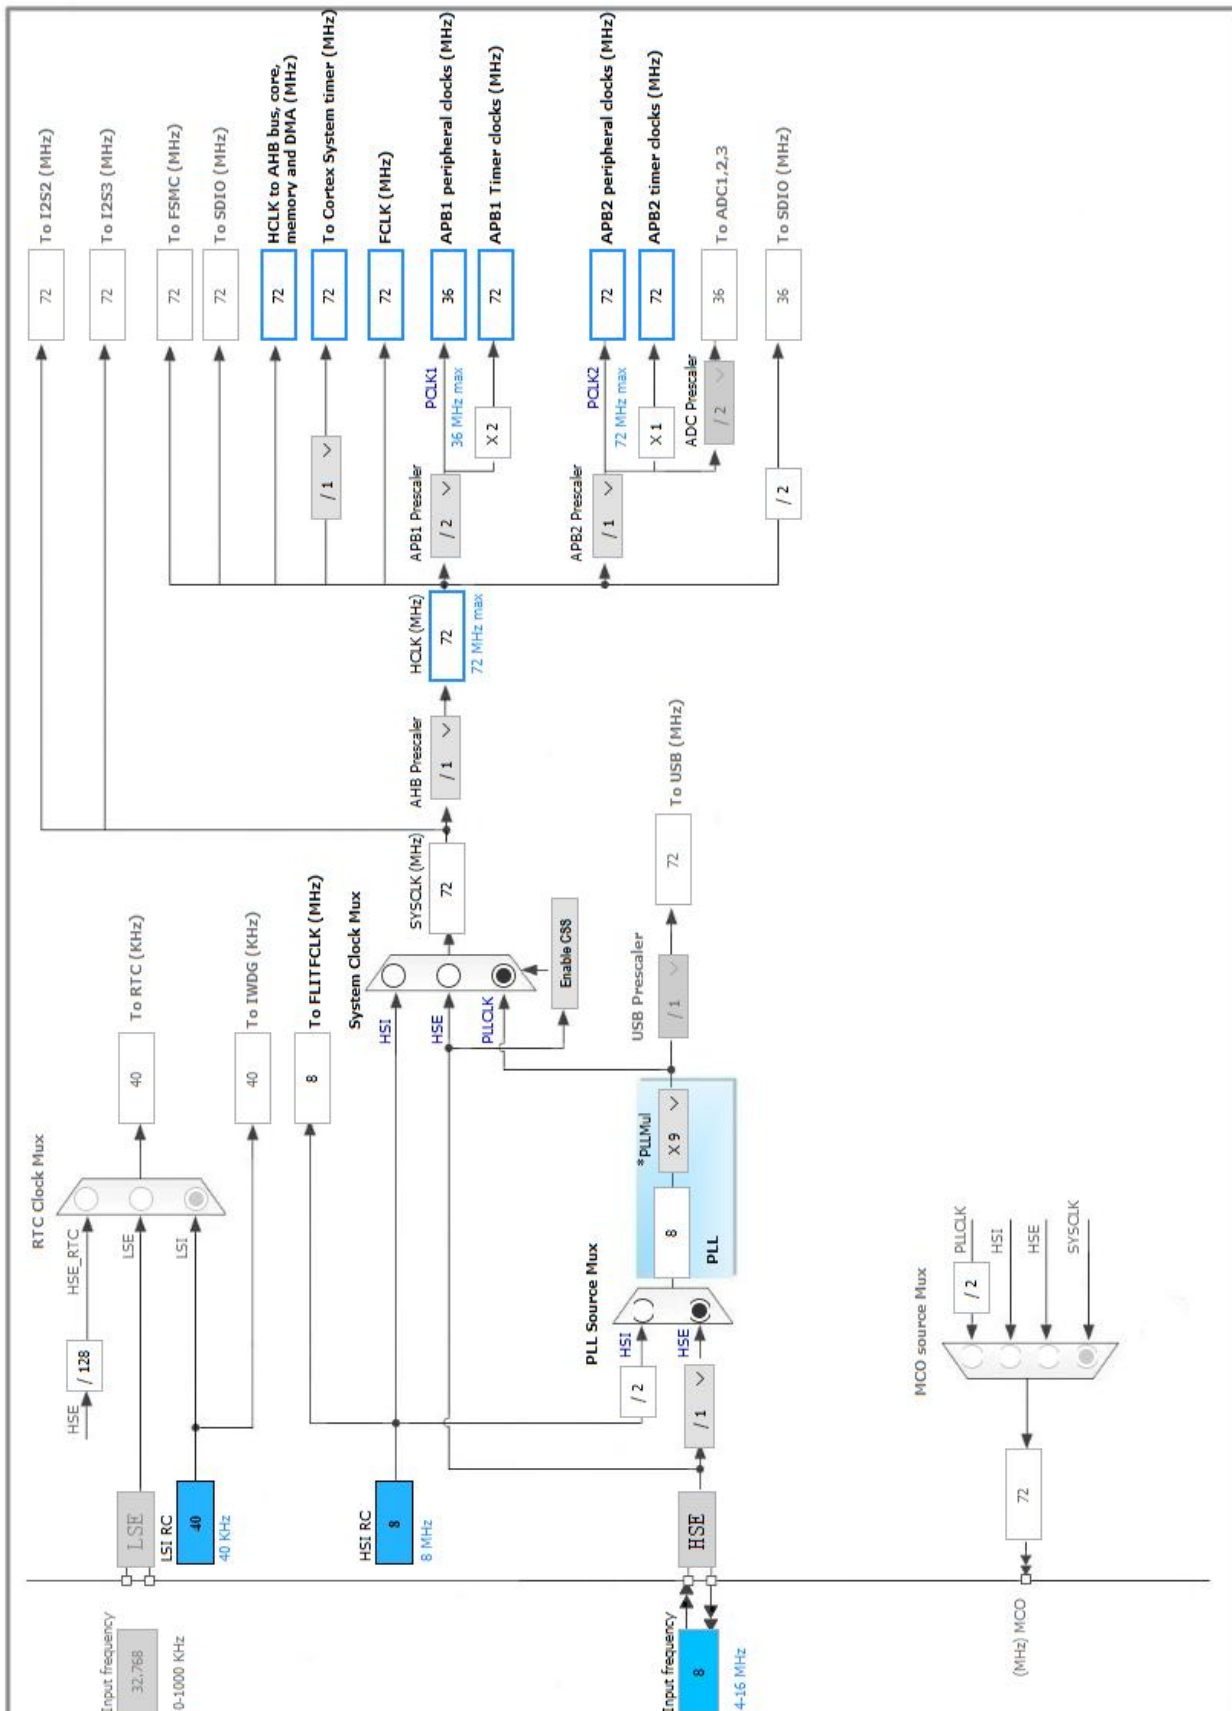 Input frequency
32.768
0-1000 KHz
LSE
LSI RC
40
40 KHz
HSE
/ 128
HSE_RTC
LSE
LSI
RTC Clock Mux
40
To RTC (KHz)
40
To IWDG (KHz)
8
To FLITFCLK (MHz)
HSI RC
8
8 MHz
HSI
HSE
PLLCLK
System Clock Mux
Enable CSS
SYSCLK (MHz)
72
AHB Prescaler
/ 1
HCLK (MHz)
72
72 MHz max
72
To I2S2 (MHz)
72
To I2S3 (MHz)
72
To FSMC (MHz)
72
To SDIO (MHz)
72
HCLK to AHB bus, core,
memory and DMA (MHz)
/ 1
72
To Cortex System timer (MHz)
72
FCLK (MHz)
APB1 Prescaler
/ 2
PCLK1
36 MHz max
36
APB1 peripheral clocks (MHz)
X 2
72
APB1 Timer clocks (MHz)
APB2 Prescaler
/ 1
PCLK2
72 MHz max
72
APB2 peripheral clocks (MHz)
X 1
72
APB2 timer clocks (MHz)
ADC Prescaler
/ 2
36
To ADC1,2,3
/ 2
36
To SDIO (MHz)
Input frequency
8
4-16 MHz
HSE
/ 2
/ 1
HSI
HSE
PLL Source Mux
8
*PLLMul
X 9
PLL
USB Prescaler
/ 1
72
To USB (MHz)
(MHz) MCO
72
MCO source Mux
/ 2
PLLCLK
HSI
HSE
SYSCLK